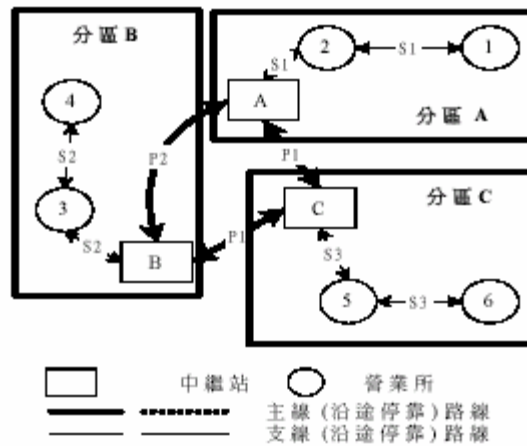 分區 B
2
S1
1
4
S1
A
分區 A
S2
P2
P1
分區 C
3
C
S2
P1
B
S3
5
S3
6
中繼站
營業所
主線 (沿途停靠) 路線
支線 (沿途停靠) 路線